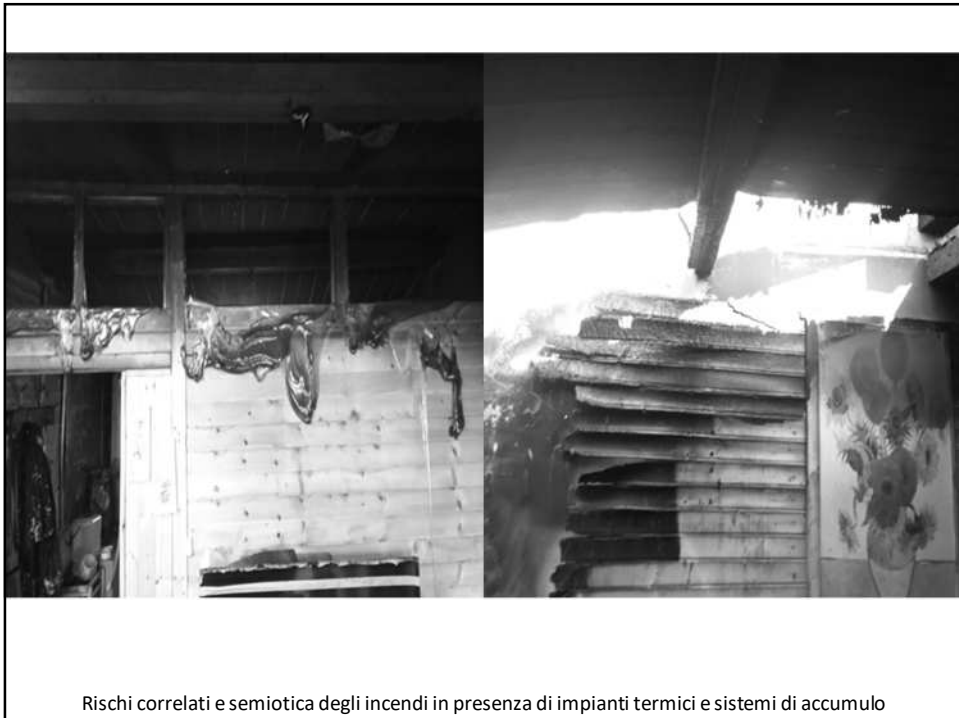 Rischi correlati e semiotica degli incendi in presenza di impianti termici e sistemi di accumulo